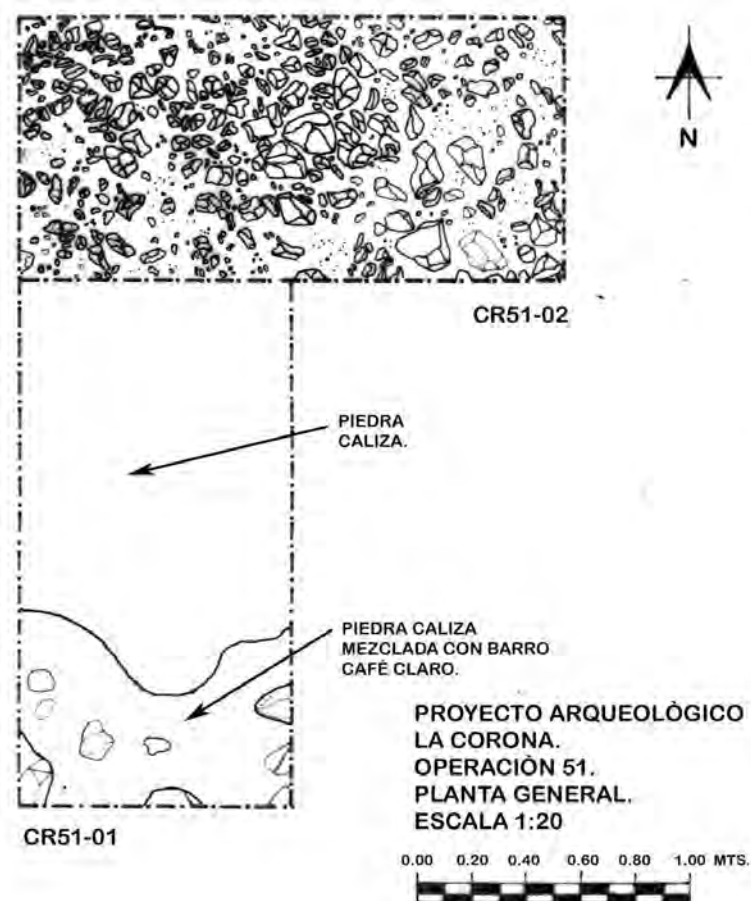 N
CR51-02
PIEDRA
CALIZA.
PIEDRA CALIZA
MEZCLADA CON BARRO
CAFÉ CLARO.
PROYECTO ARQUEOLÒGICO
LA CORONA.
OPERACIÒN 51.
PLANTA GENERAL.
ESCALA 1:20
CR51-01
0.00 0.20 0.40 0.60 0.80 1.00 MTS.